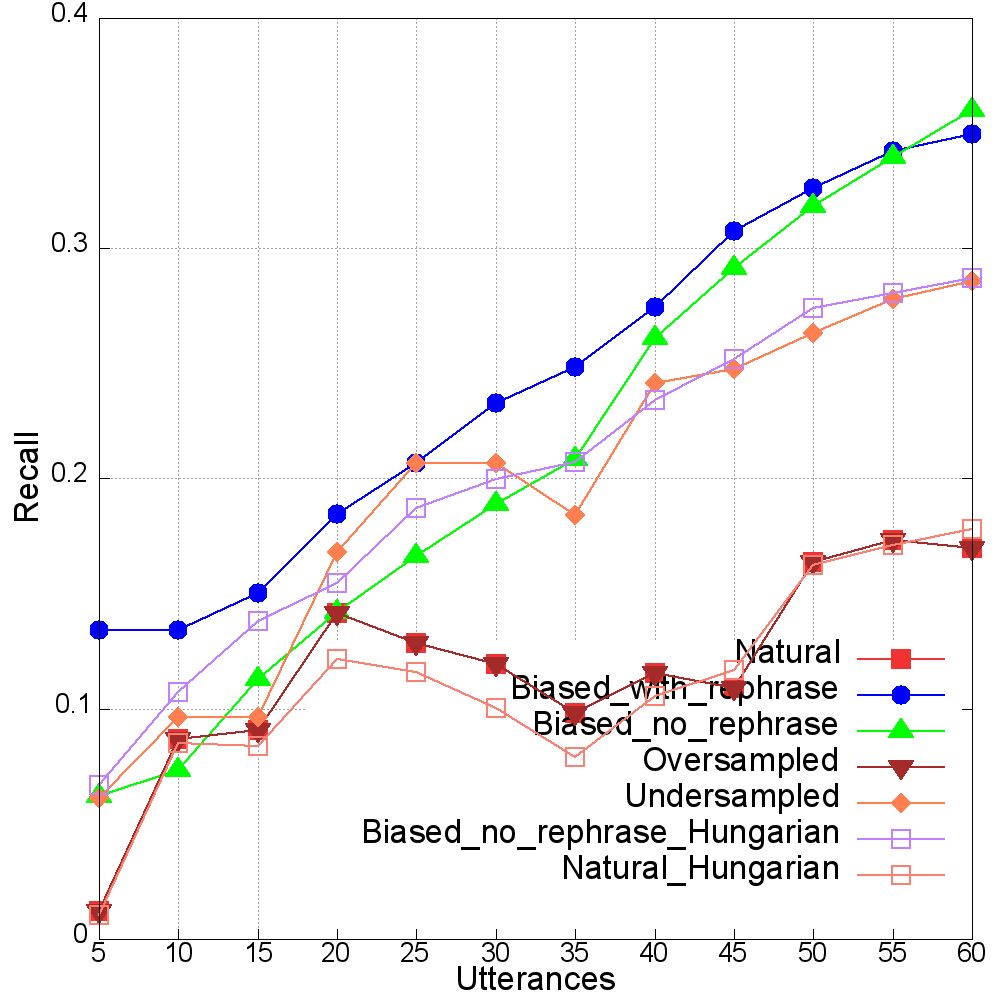 0.4
0.3
0.2
0.1
0
Recall
Natural
Biased_with_rephrase
Biased_no_rephrase
Oversampled
Undersampled
Biased_no_rephrase_Hungarian
Natural_Hungarian
5 10 15 20 25 30 35 40 45 50 55 60
Utterances